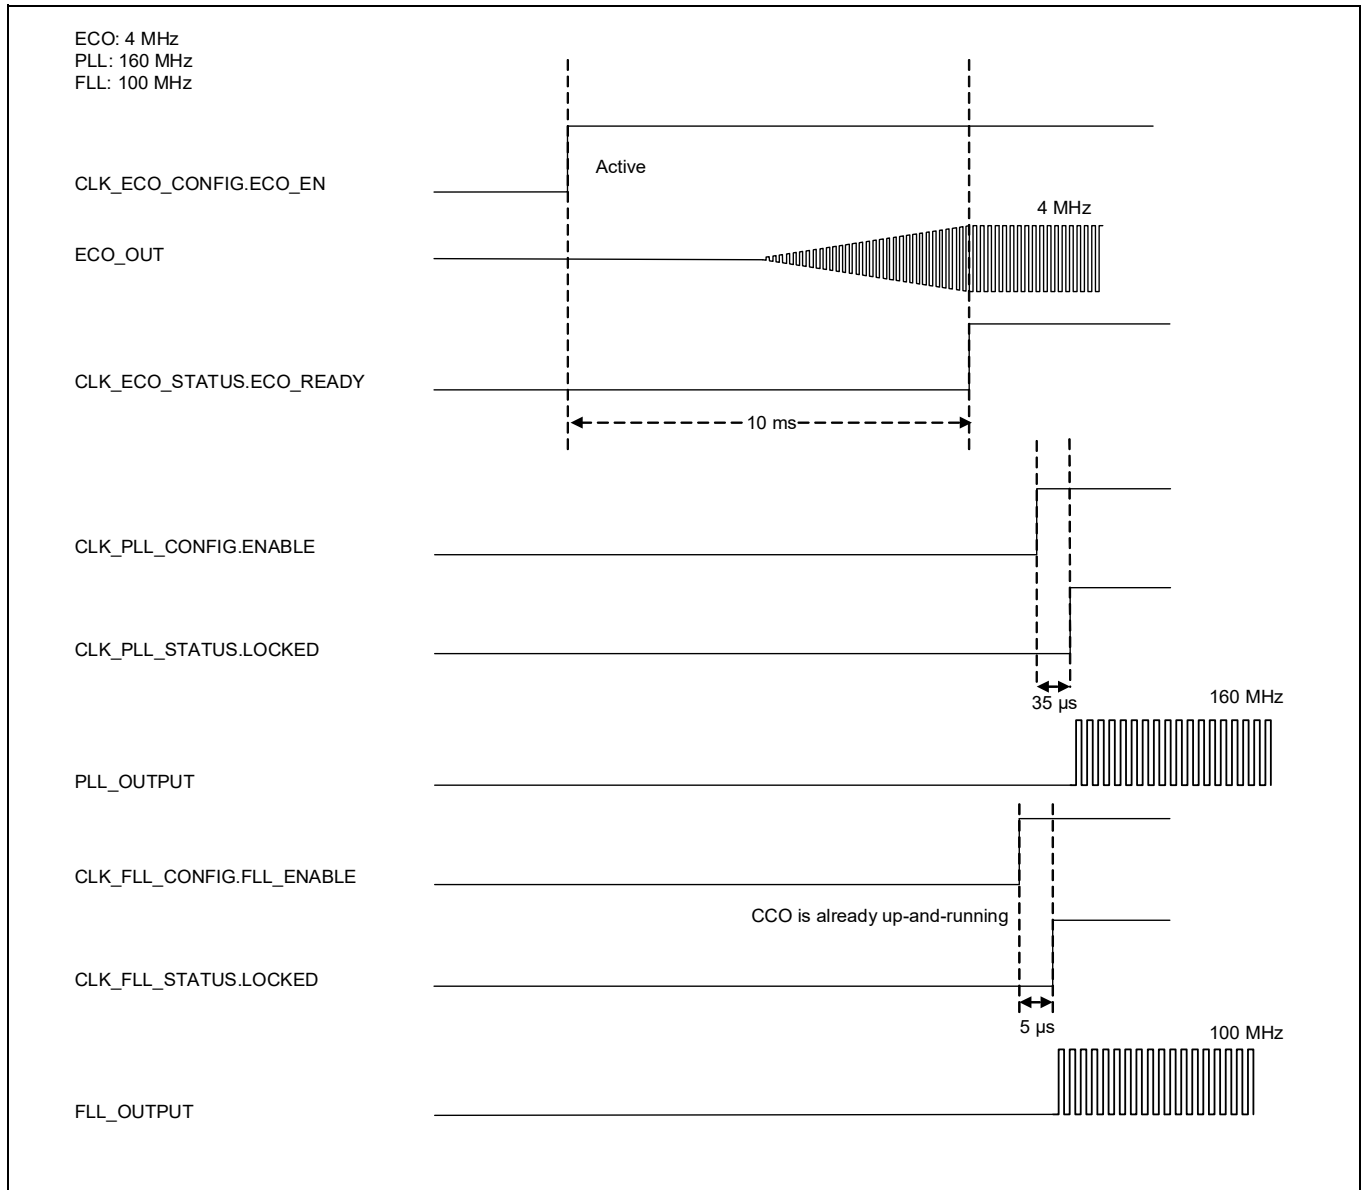 ECO: 4 MHz
PLL: 160 MHz
FLL: 100 MHz
CLK_ECO_CONFIG.ECO_EN
Active
4 MHz
ECO_OUT
CLK_ECO_STATUS.ECO_READY
10 ms
CLK_PLL_CONFIG.ENABLE
CLK_PLL_STATUS.LOCKED
35 µs
160 MHz
PLL_OUTPUT
CLK_FLL_CONFIG.FLL_ENABLE
CCO is already up-and-running
CLK_FLL_STATUS.LOCKED
5 µs
100 MHz
FLL_OUTPUT